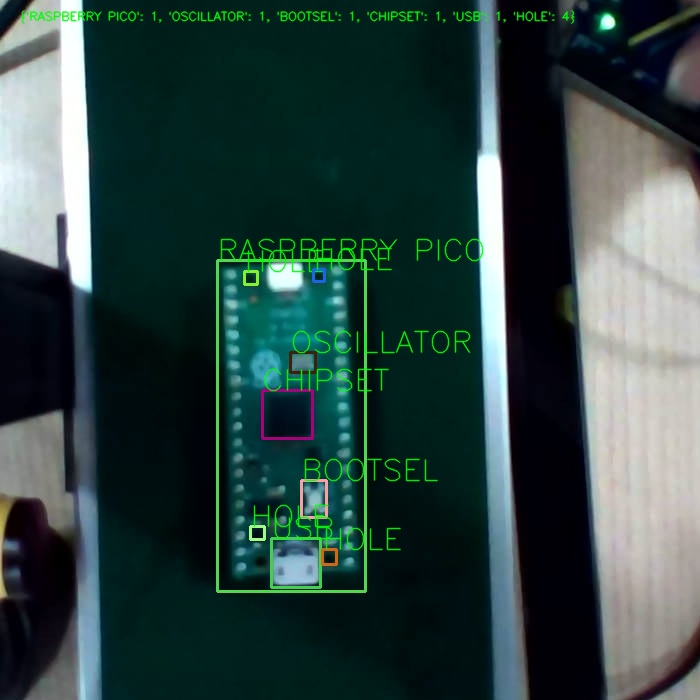 {'RASPBERRY PICO': 1, 'OSCILLATOR': 1, 'BOOTSEL': 1, 'CHIPSET': 1, 'USB': 1, 'HOLE': 4}
RASPBERRY PICO
HOLE
HOLE
OSCILLATOR
CHIPSET
BOOTSEL
HOLE
USB
HOLE